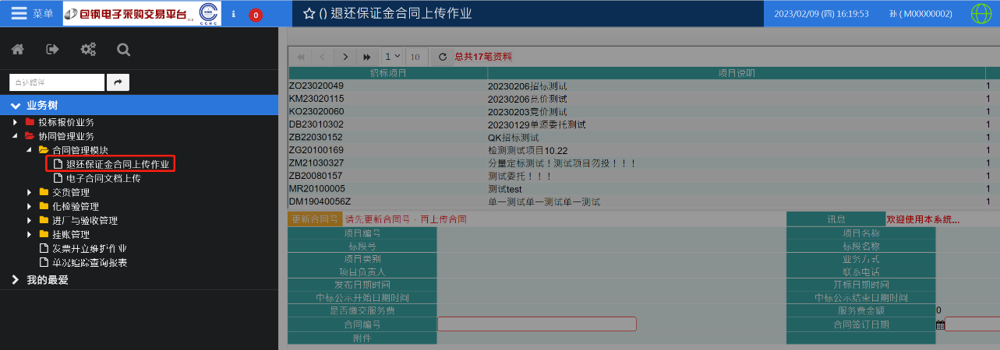 菜单 包钢电子采购交易平台 V1.0 CCRC i 0 () 退还保证金合同上传作业 2023/02/09 (四) 16:19:53 孙 ( M00000002)
1 10 总共17笔资料
直达路径
业务树
投标报价业务
协同管理业务
合同管理模块
退还保证金合同上传作业
电子合同文档上传
交货管理
化检验管理
进厂与验收管理
挂账管理
发票开立维护作业
单况追踪查询报表
我的最爱
招标项目 项目说明
ZO23020049 20230206招标测试 1
KM23020115 20230206竞价测试 1
KO23020060 20230203竞价测试 1
DB23010302 20230129单源委托测试 1
ZB22030152 QK招标测试 1
ZG20100169 检测测试项目10.22 1
ZM21030327 分量定标测试！测试项目勿投！！！ 1
ZB20080157 测试委托！！！ 1
MR20100005 测试test 1
DM19040056Z 单一测试单一测试单一测试 1
更新合同号 请先更新合同号，再上传合同 讯息 欢迎使用本系统...
项目编号 项目名称
标段号 标段名称
项目类别 业务方式
项目负责人 联系电话
发布日期时间 开标日期时间
中标公示开始日期时间 中标公示结束日期时间
是否缴交服务费 服务费金额 0
合同编号 合同签订日期
附件